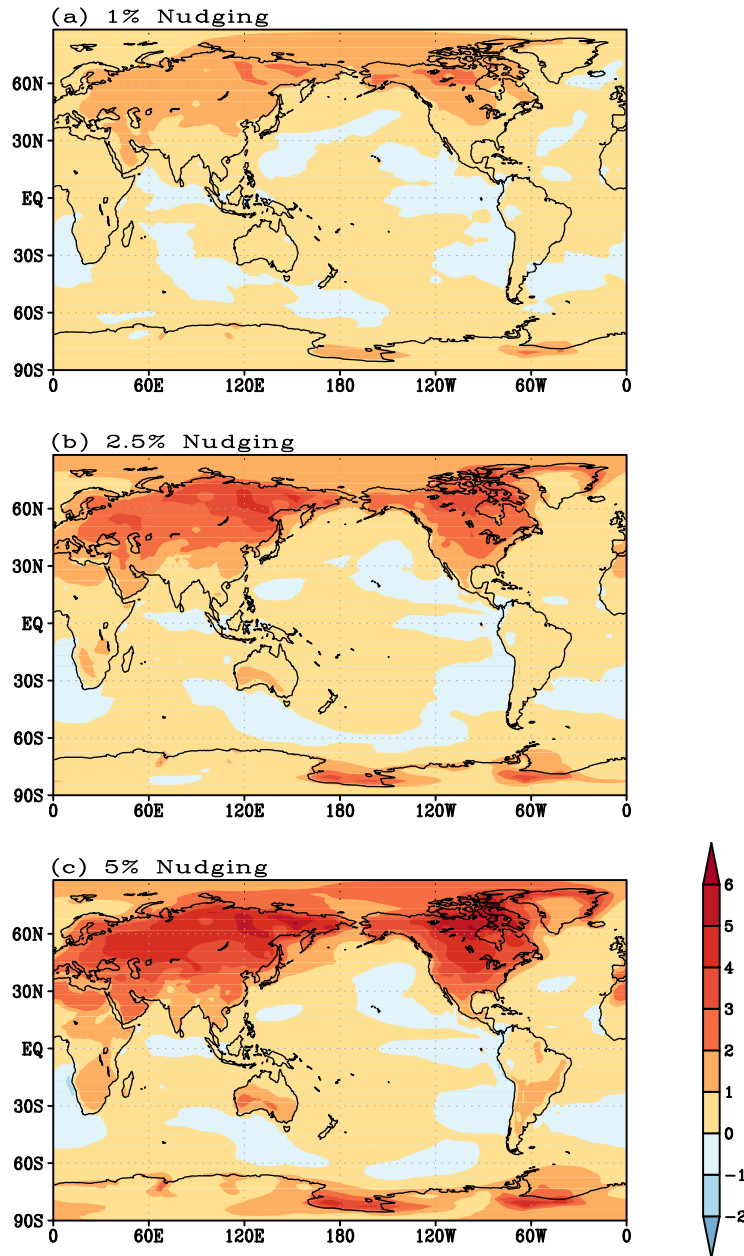 (a) 1% Nudging
60N
30N
EQ
30S
60S
90S
0 60E 120E 180 120W 60W 0
(b) 2.5% Nudging
60N
30N
EQ
30S
60S
90S
0 60E 120E 180 120W 60W 0
(c) 5% Nudging
60N
30N
EQ
30S
60S
90S
0 60E 120E 180 120W 60W 0
6
5
4
3
2
1
0
-1
-2